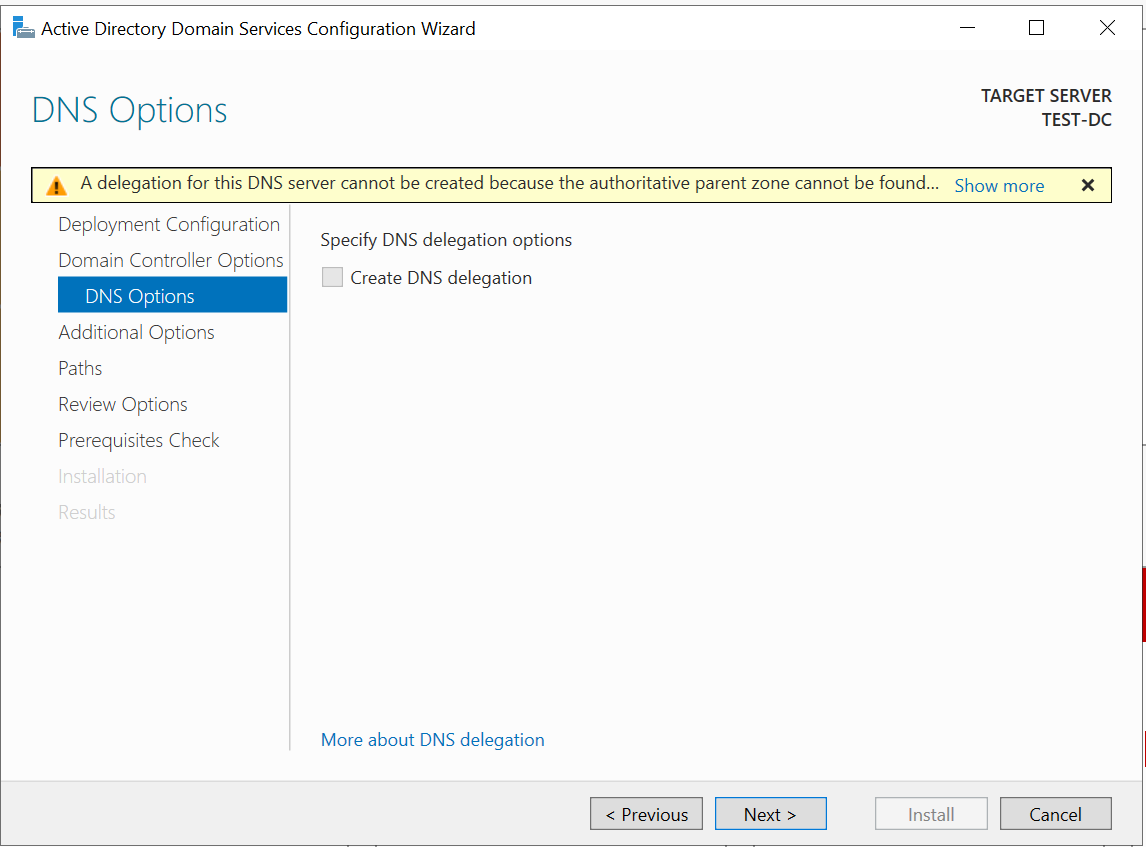 Active Directory Domain Services Configuration Wizard
DNS Options
TARGET SERVER
TEST-DC
A delegation for this DNS server cannot be created because the authoritative parent zone cannot be found... Show more
Deployment Configuration
Domain Controller Options
DNS Options
Additional Options
Paths
Review Options
Prerequisites Check
Installation
Results
Specify DNS delegation options
Create DNS delegation
More about DNS delegation
< Previous Next > Install Cancel